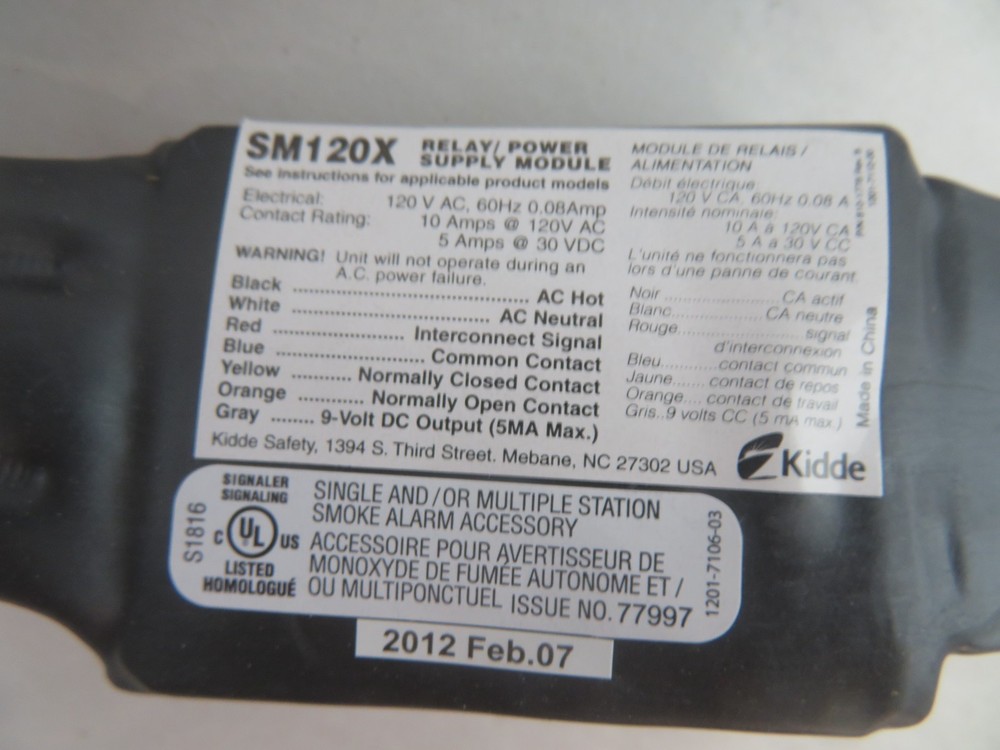 SM120X RELAY/ POWER
SUPPLY MODULE
See instructions for applicable product models
Electrical: 120 V AC, 60Hz 0.08Amp
Contact Rating: 10 Amps @ 120V AC
5 Amps @ 30 VDC
WARNING! Unit will not operate during an
A.C. power failure.
Black .......... AC Hot
White .......... AC Neutral
Red .......... Interconnect Signal
Blue .......... Common Contact
Yellow .......... Normally Closed Contact
Orange .......... Normally Open Contact
Gray ........ 9-Volt DC Output (5MA Max.)
Kidde Safety, 1394 S. Third Street. Mebane, NC 27302 USA
MODULE DE RELAIS /
ALIMENTATION
Débit électrique
120 V CA, 60Hz 0.08 A
Intensité nominale:
10 A à 120V CA
5 A a 30 V CC
L'unité ne fonctionnera pas
lors d'une panne de courant.
Noir .......... CA actif
Blanc .......... CA neutre
Rouge .......... signal
d'interconnexion
Bleu .......... contact commun
Jaune...... contact de repos
Orange.... contact de travail
Gris..9 volts CC (5 mA max.)
Made in China
Kidde
SIGNALER
SIGNALING
S1816
C UL US
LISTED
HOMOLOGUÉ
SINGLE AND/OR MULTIPLE STATION
SMOKE ALARM ACCESSORY
ACCESSOIRE POUR AVERTISSEUR DE
MONOXYDE DE FUMÉE AUTONOME ET /
OU MULTIPONCTUEL ISSUE NO. 77997
1201-7106-03
2012 Feb.07